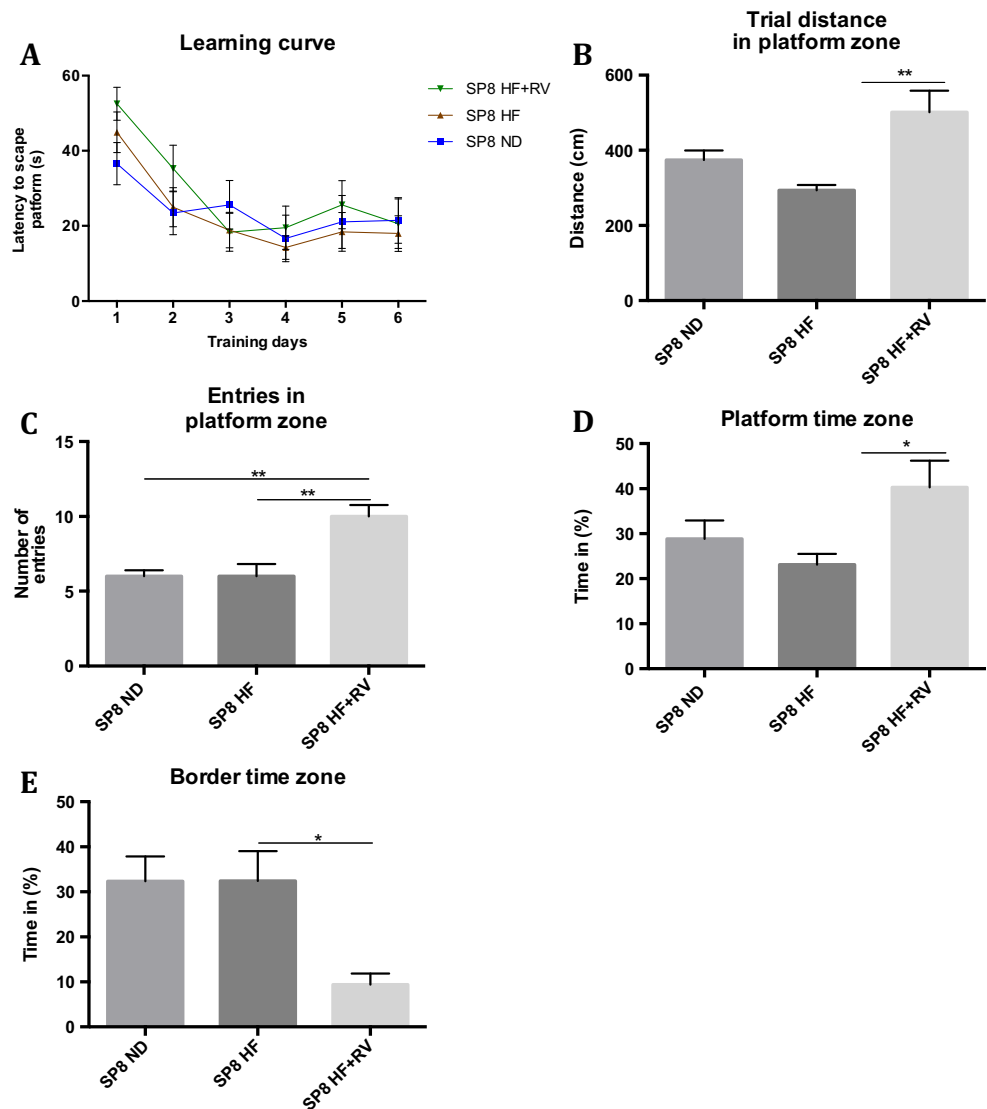 A
Learning curve
60
40
20
0
Latency to scape
patform (s)
1 2 3 4 5 6
Training days
SP8 HF+RV
SP8 HF
SP8 ND
B
Trial distance
in platform zone
600
400
200
0
Distance (cm)
**
SP8 ND
SP8 HF
SP8 HF+RV
C
Entries in
platform zone
15
10
5
0
Number of
entries
**
**
SP8 ND
SP8 HF
SP8 HF+RV
D
Platform time zone
50
40
30
20
10
0
Time in (%)
*
SP8 ND
SP8 HF
SP8 HF+RV
E
Border time zone
50
40
30
20
10
0
Time in (%)
*
SP8 ND
SP8 HF
SP8 HF+RV